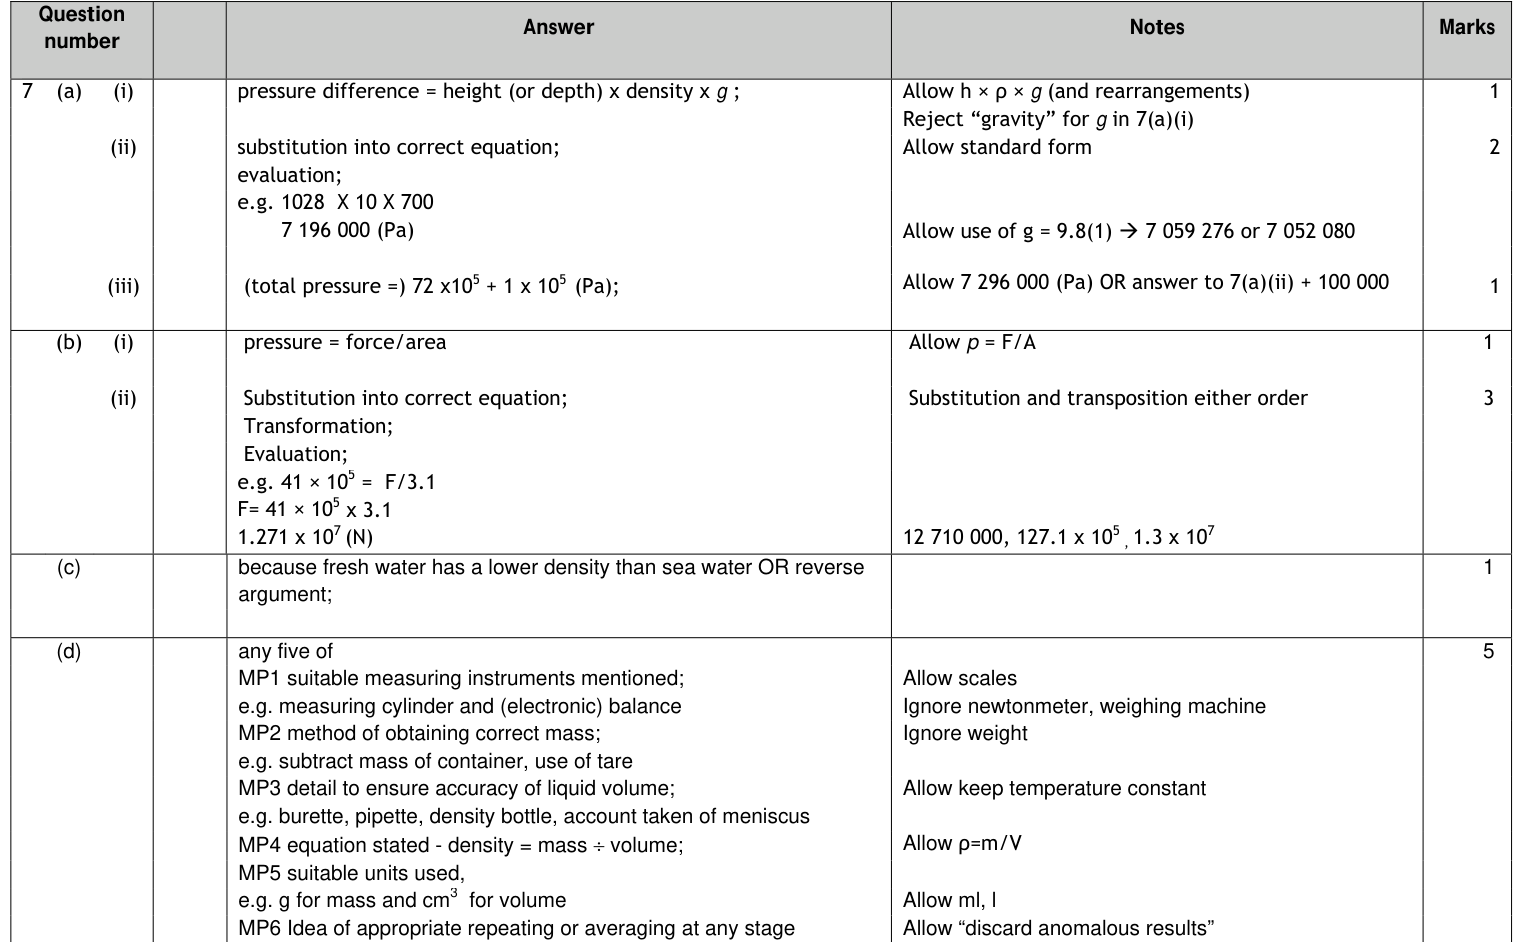 Question number Answer Notes Marks
7 (a) (i) pressure difference = height (or depth) x density x g ; Allow h × ρ × g (and rearrangements) 1
Reject “gravity” for g in 7(a)(i)
(ii) substitution into correct equation; Allow standard form 2
evaluation;
e.g. 1028 X 10 X 700
7 196 000 (Pa) Allow use of g = 9.8(1) → 7 059 276 or 7 052 080
(iii) (total pressure =) 72 x10⁵ + 1 x 10⁵ (Pa); Allow 7 296 000 (Pa) OR answer to 7(a)(ii) + 100 000 1
(b) (i) pressure = force/area Allow p = F/A 1
(ii) Substitution into correct equation; Substitution and transposition either order 3
Transformation;
Evaluation;
e.g. 41 × 10⁵ = F/3.1
F= 41 × 10⁵ x 3.1
1.271 x 10⁷ (N) 12 710 000, 127.1 x 10⁵ , 1.3 x 10⁷
(c) because fresh water has a lower density than sea water OR reverse 1
argument;
(d) any five of 5
MP1 suitable measuring instruments mentioned; Allow scales
e.g. measuring cylinder and (electronic) balance Ignore newtonmeter, weighing machine
MP2 method of obtaining correct mass; Ignore weight
e.g. subtract mass of container, use of tare
MP3 detail to ensure accuracy of liquid volume; Allow keep temperature constant
e.g. burette, pipette, density bottle, account taken of meniscus
MP4 equation stated - density = mass ÷ volume; Allow ρ=m/V
MP5 suitable units used,
e.g. g for mass and cm³ for volume Allow ml, l
MP6 Idea of appropriate repeating or averaging at any stage Allow “discard anomalous results”